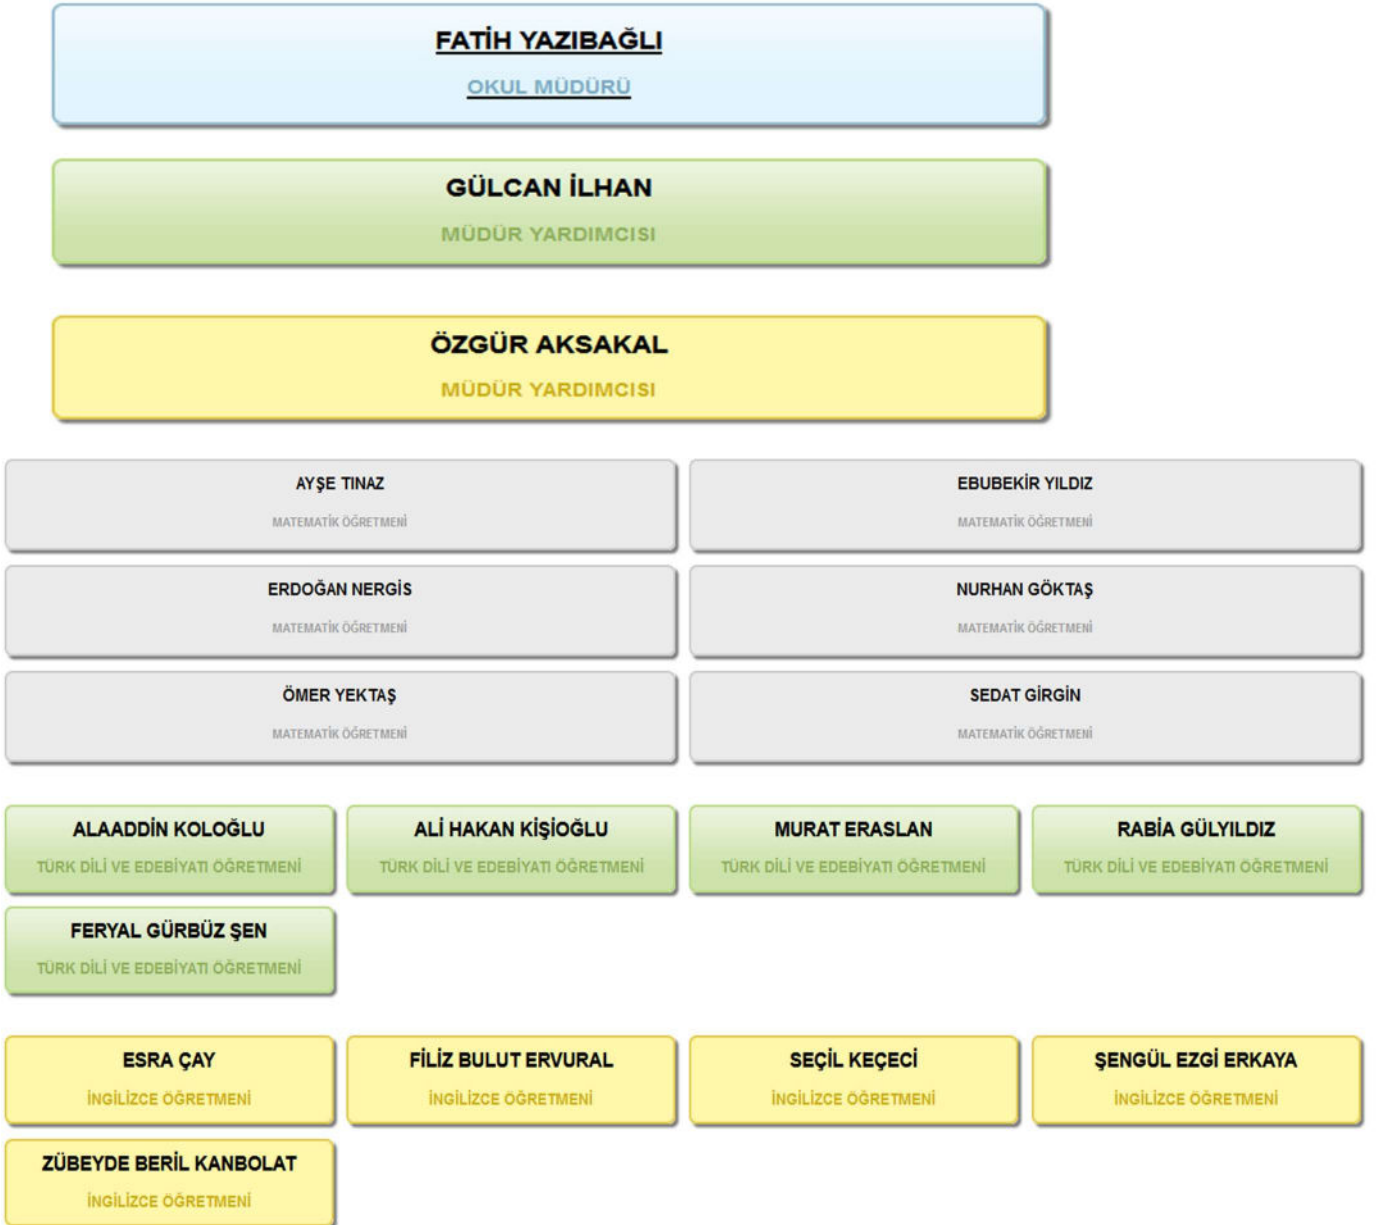 FATİH YAZIBAĞLI
OKUL MÜDÜRÜ
GÜLCAN İLHAN
MÜDÜR YARDIMCISI
ÖZGÜR AKSAKAL
MÜDÜR YARDIMCISI
AYŞE TINAZ
MATEMATİK ÖĞRETMENİ
EBUBEKİR YILDIZ
MATEMATİK ÖĞRETMENİ
ERDOĞAN NERGİS
MATEMATİK ÖĞRETMENİ
NURHAN GÖKTAŞ
MATEMATİK ÖĞRETMENİ
ÖMER YEKTAŞ
MATEMATİK ÖĞRETMENİ
SEDAT GİRGİN
MATEMATİK ÖĞRETMENİ
ALAADDİN KOLOĞLU
TÜRK DİLİ VE EDEBİYATI ÖĞRETMENİ
ALİ HAKAN KİŞİOĞLU
TÜRK DİLİ VE EDEBİYATI ÖĞRETMENİ
MURAT ERASLAN
TÜRK DİLİ VE EDEBİYATI ÖĞRETMENİ
RABİA GÜLYILDIZ
TÜRK DİLİ VE EDEBİYATI ÖĞRETMENİ
FERYAL GÜRBÜZ ŞEN
TÜRK DİLİ VE EDEBİYATI ÖĞRETMENİ
ESRA ÇAY
İNGİLİZCE ÖĞRETMENİ
FİLİZ BULUT ERVURAL
İNGİLİZCE ÖĞRETMENİ
SEÇİL KEÇECİ
İNGİLİZCE ÖĞRETMENİ
ŞENGÜL EZGİ ERKAYA
İNGİLİZCE ÖĞRETMENİ
ZÜBEYDE BERİL KANBOLAT
İNGİLİZCE ÖĞRETMENİ